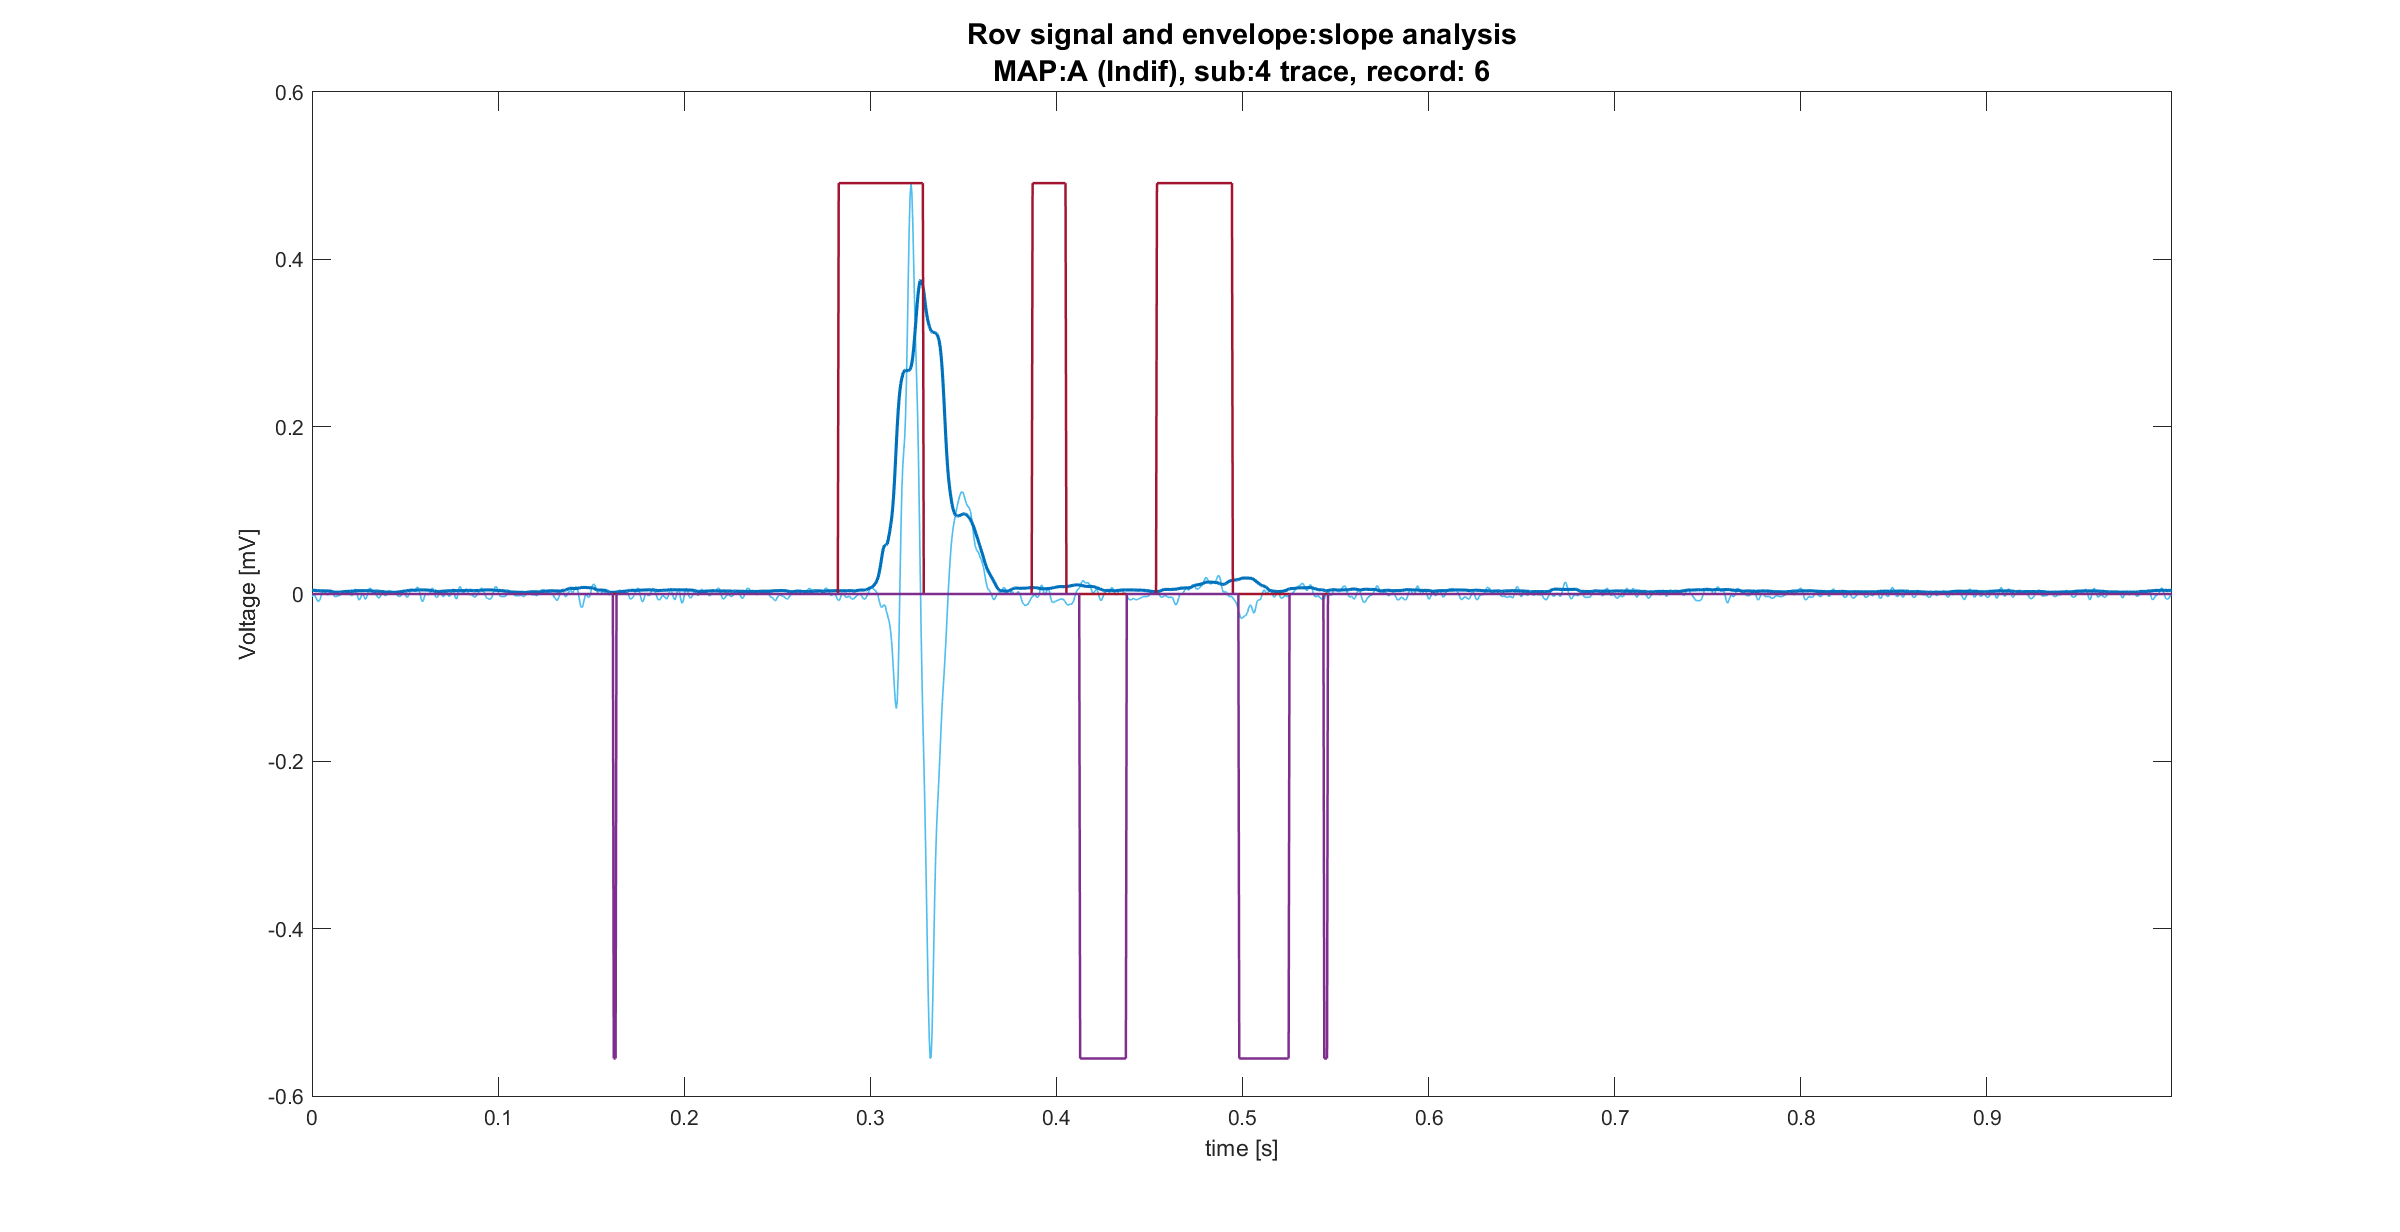 Rov signal and envelope:slope analysis
MAP:A (Indif), sub:4 trace, record: 6
0.6
0.4
0.2
0
-0.2
-0.4
-0.6
Voltage [mV]
0 0.1 0.2 0.3 0.4 0.5 0.6 0.7 0.8 0.9
time [s]